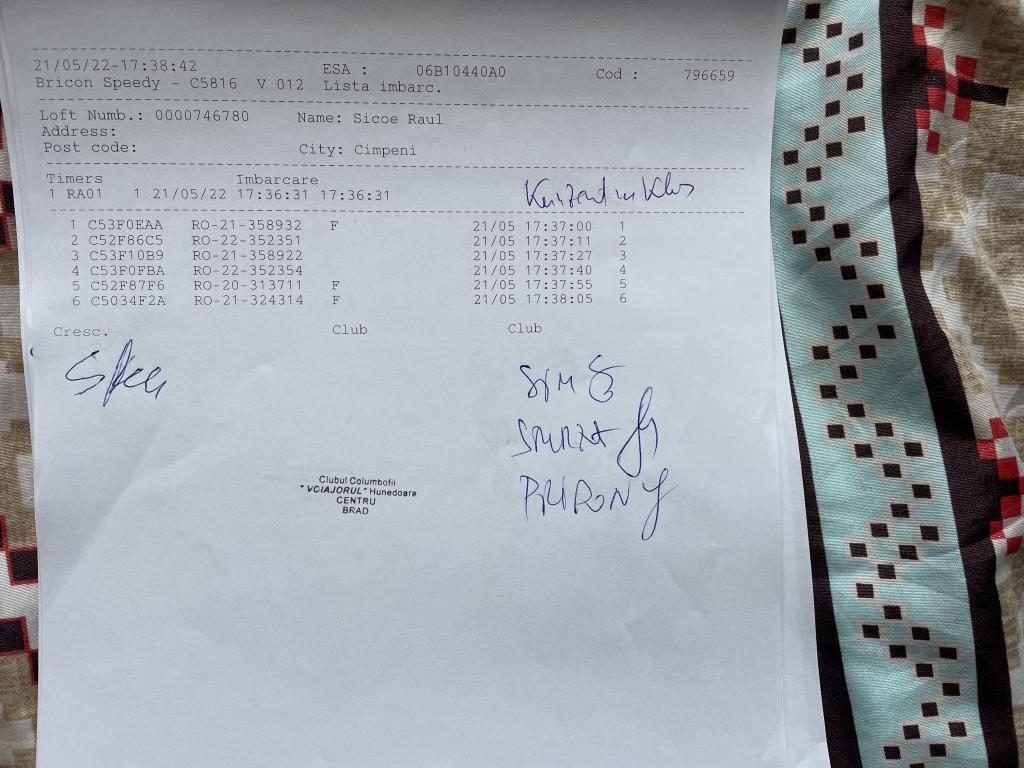 21/05/22-17:38:42 ESA : 06B10440A0 Cod : 796659
Bricon Speedy - C5816 V 012 Lista imbarc.
Loft Numb.: 0000746780 Name: Sicoe Raul
Address:
Post code: City: Cimpeni
Timers Imbarcare
1 RA01 1 21/05/22 17:36:31 17:36:31
1 C53F0EAA RO-21-358932 F 21/05 17:37:00 1
2 C52F86C5 RO-22-352351 21/05 17:37:11 2
3 C53F10B9 RO-21-358922 21/05 17:37:27 3
4 C53F0FBA RO-22-352354 21/05 17:37:40 4
5 C52F87F6 RO-20-313711 F 21/05 17:37:55 5
6 C5034F2A RO-21-324314 F 21/05 17:38:05 6
Cresc. Club Club
Clubul Columbofil
"VCIAJORUL" Hunedoara
CENTRU
BRAD